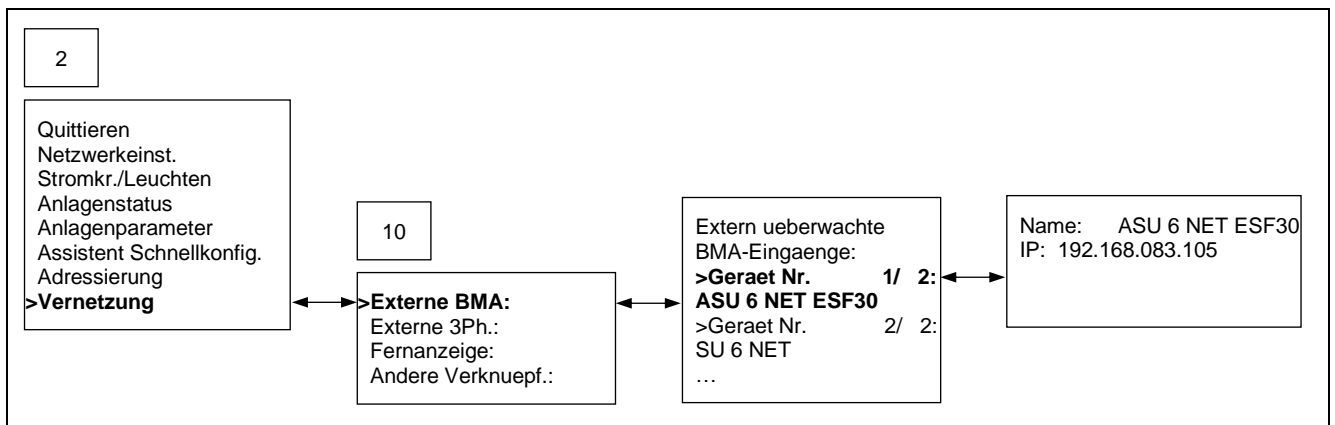 2
Quittieren
Netzwerkeinst.
Stromkr./Leuchten
Anlagenstatus
Anlagenparameter
Assistent Schnellkonfig.
Adressierung
>Vernetzung
10
>Externe BMA:
Externe 3Ph.:
Fernanzeige:
Andere Verknuepf.:
Extern ueberwachte
BMA-Eingaenge:
>Geraet Nr. 1/ 2:
ASU 6 NET ESF30
>Geraet Nr. 2/ 2:
SU 6 NET
…
Name: ASU 6 NET ESF30
IP: 192.168.083.105